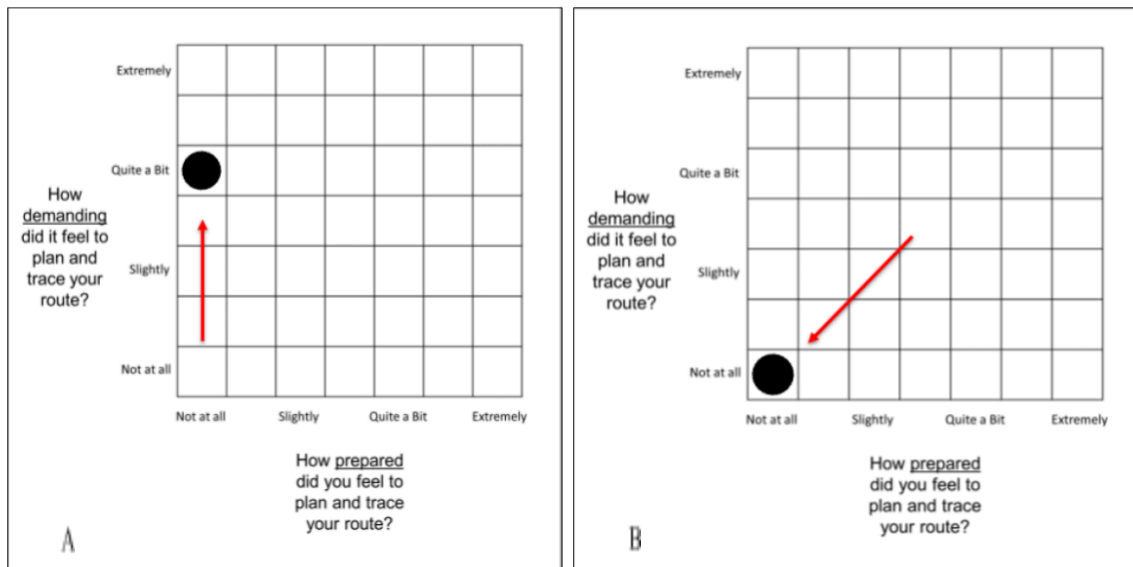 Extremely
Quite a Bit
How
demanding
did it feel to
plan and
trace your
route?
Slightly
Not at all
Not at all Slightly Quite a Bit Extremely
How prepared
did you feel to
plan and trace
your route?
A
Extremely
Quite a Bit
How
demanding
did it feel to
plan and
trace your
route?
Slightly
Not at all
Not at all Slightly Quite a Bit Extremely
How prepared
did you feel to
plan and trace
your route?
B